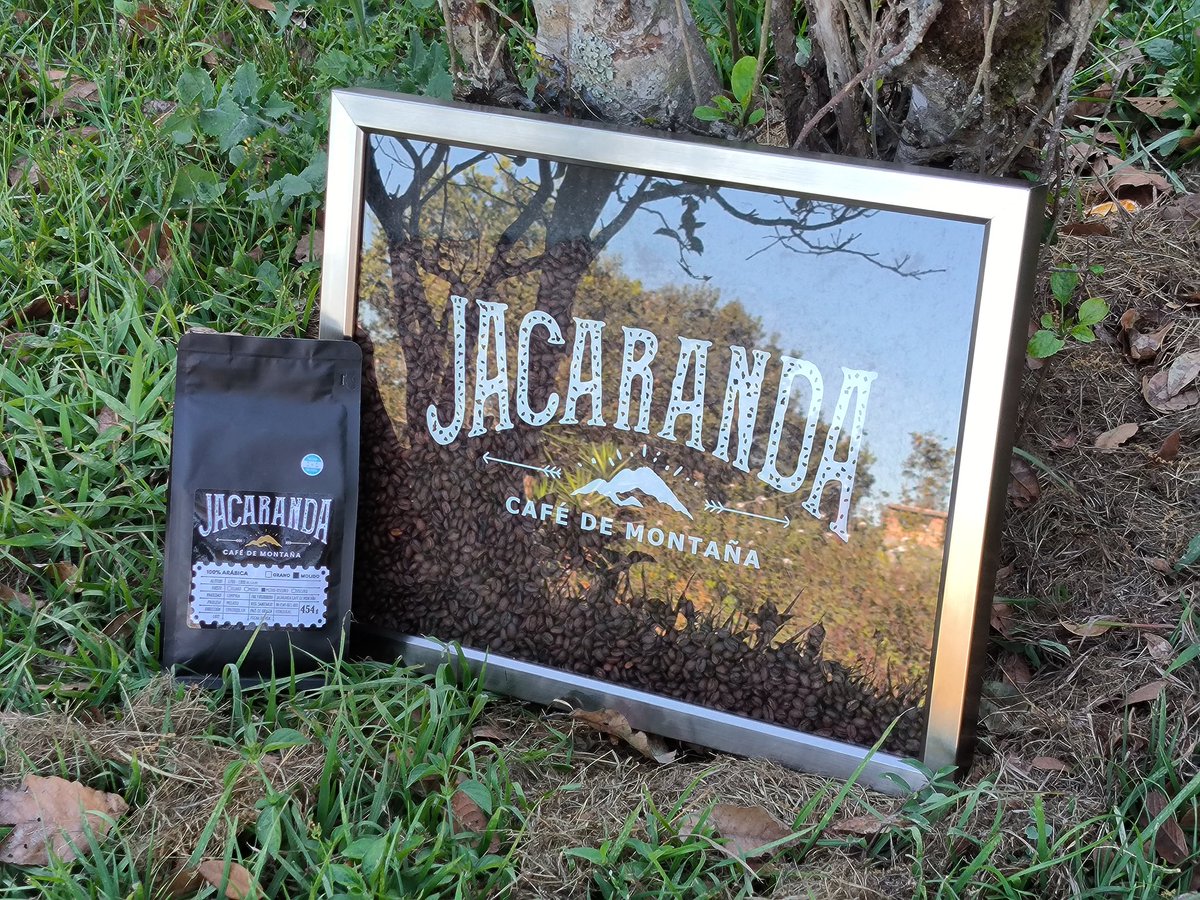 JACARANDA
CAFÉ DE MONTAÑA
JACARANDA
CAFÉ DE MONTAÑA
100% ARÁBICA
GRANO MOLIDO
454g